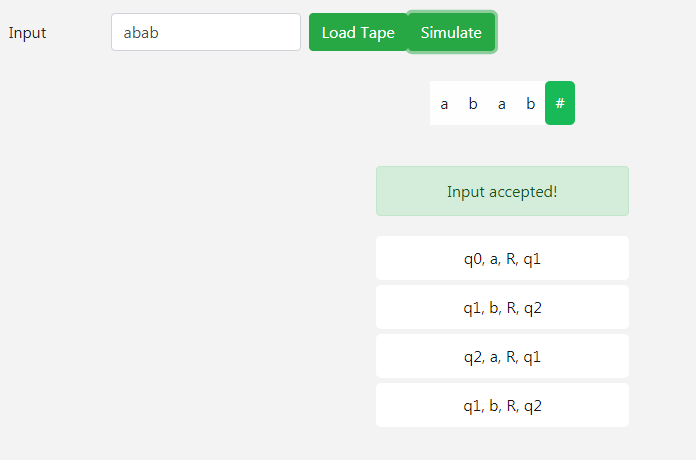 Input abab Load Tape Simulate
a b a b #
Input accepted!
q0, a, R, q1
q1, b, R, q2
q2, a, R, q1
q1, b, R, q2